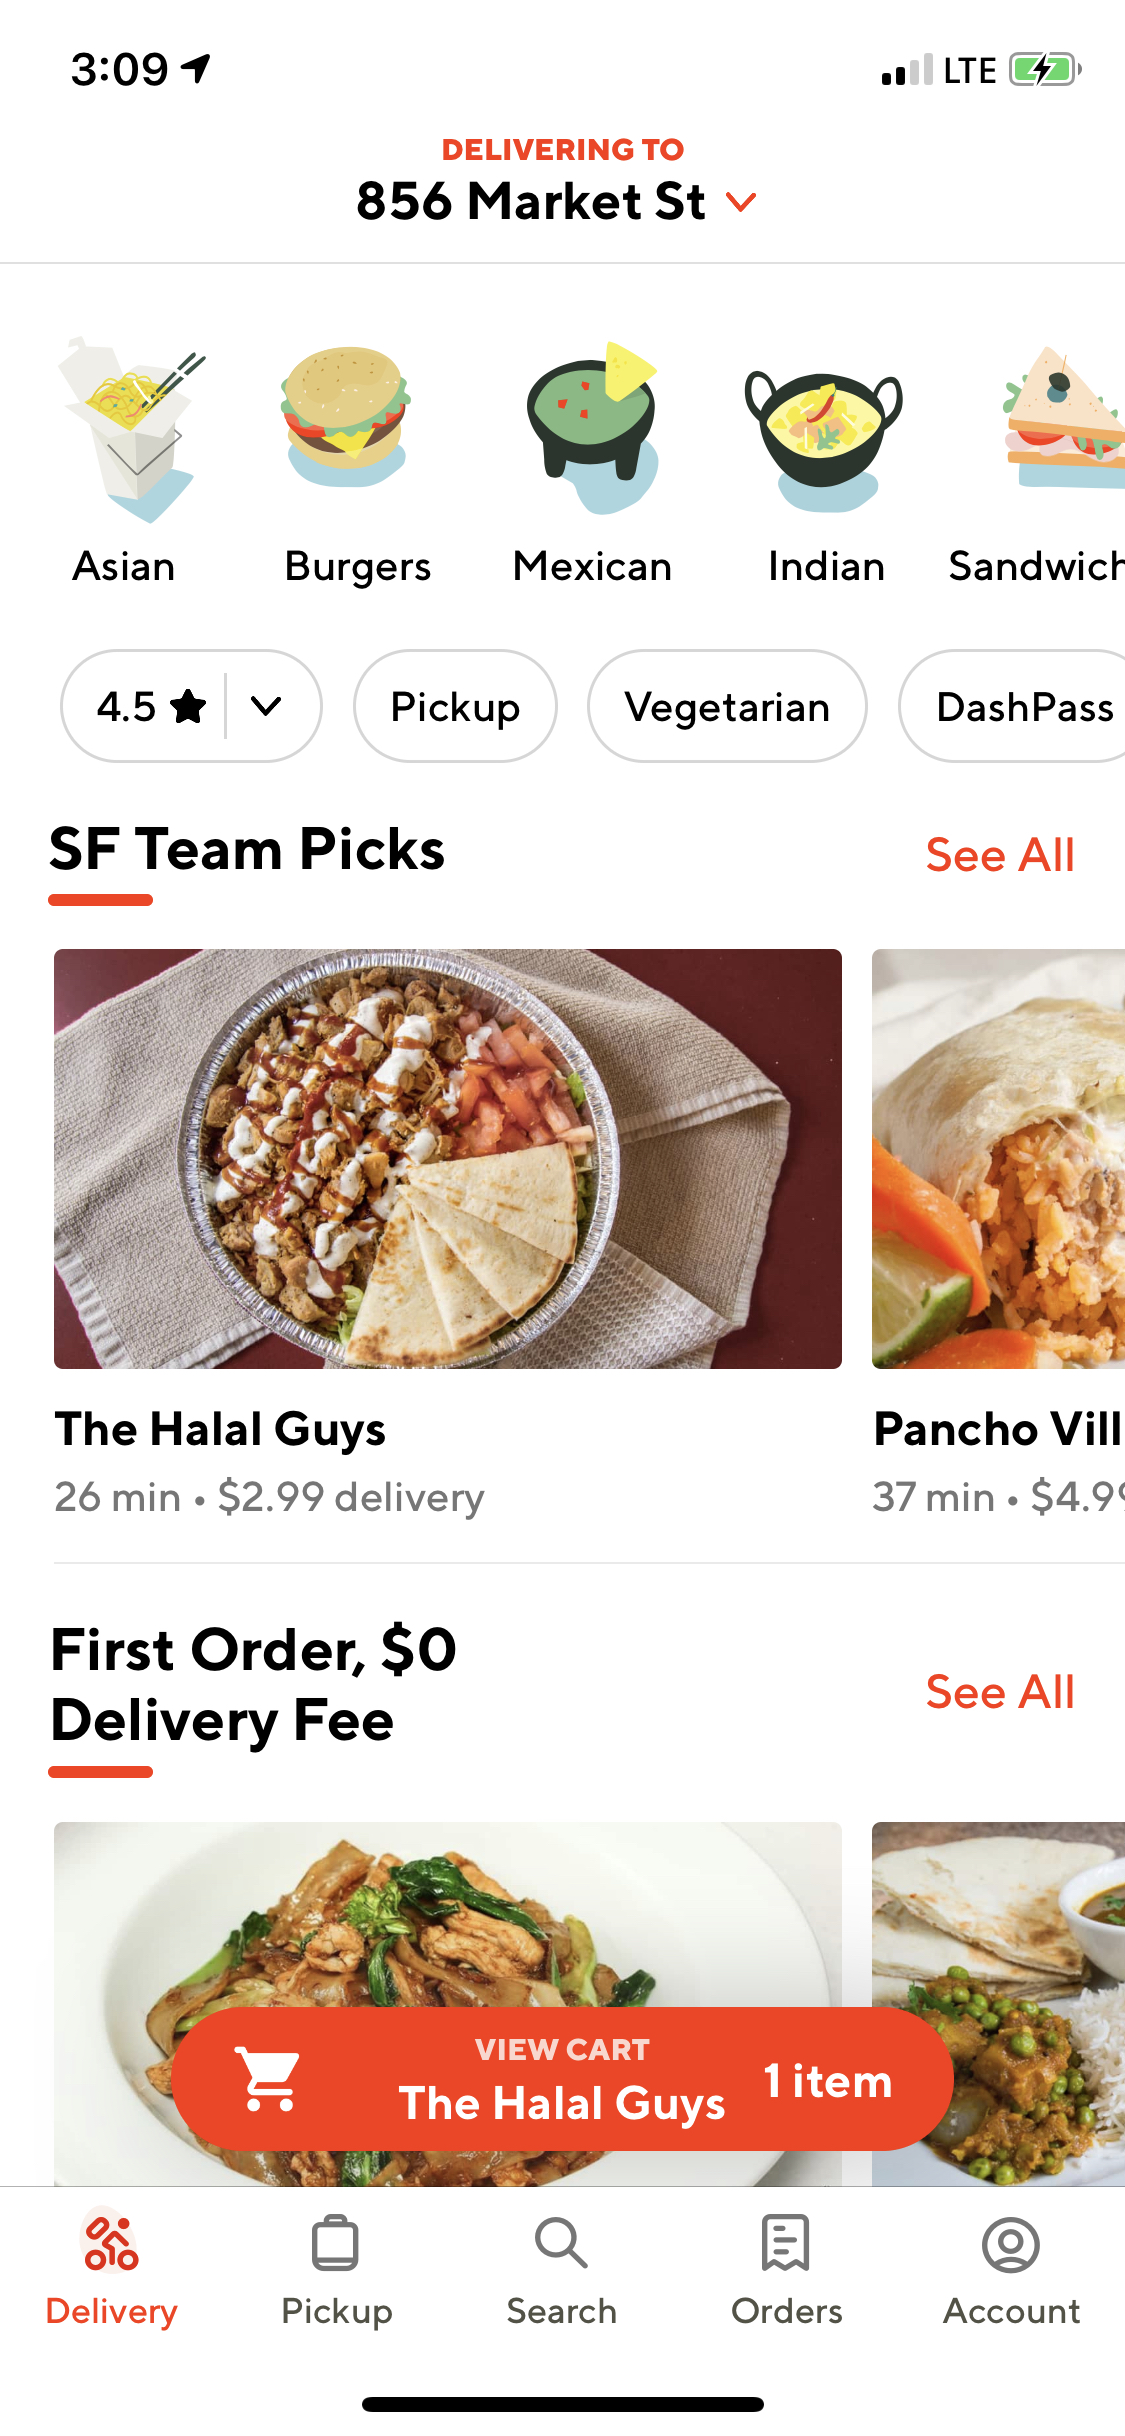 3:09
LTE
DELIVERING TO
856 Market St
Asian
Burgers
Mexican
Indian
Sandwich
4.5
Pickup
Vegetarian
DashPass
SF Team Picks
See All
The Halal Guys
26 min • $2.99 delivery
Pancho Vill
37 min • $4.99
First Order, $0
Delivery Fee
See All
VIEW CART
The Halal Guys
1 item
Delivery
Pickup
Search
Orders
Account